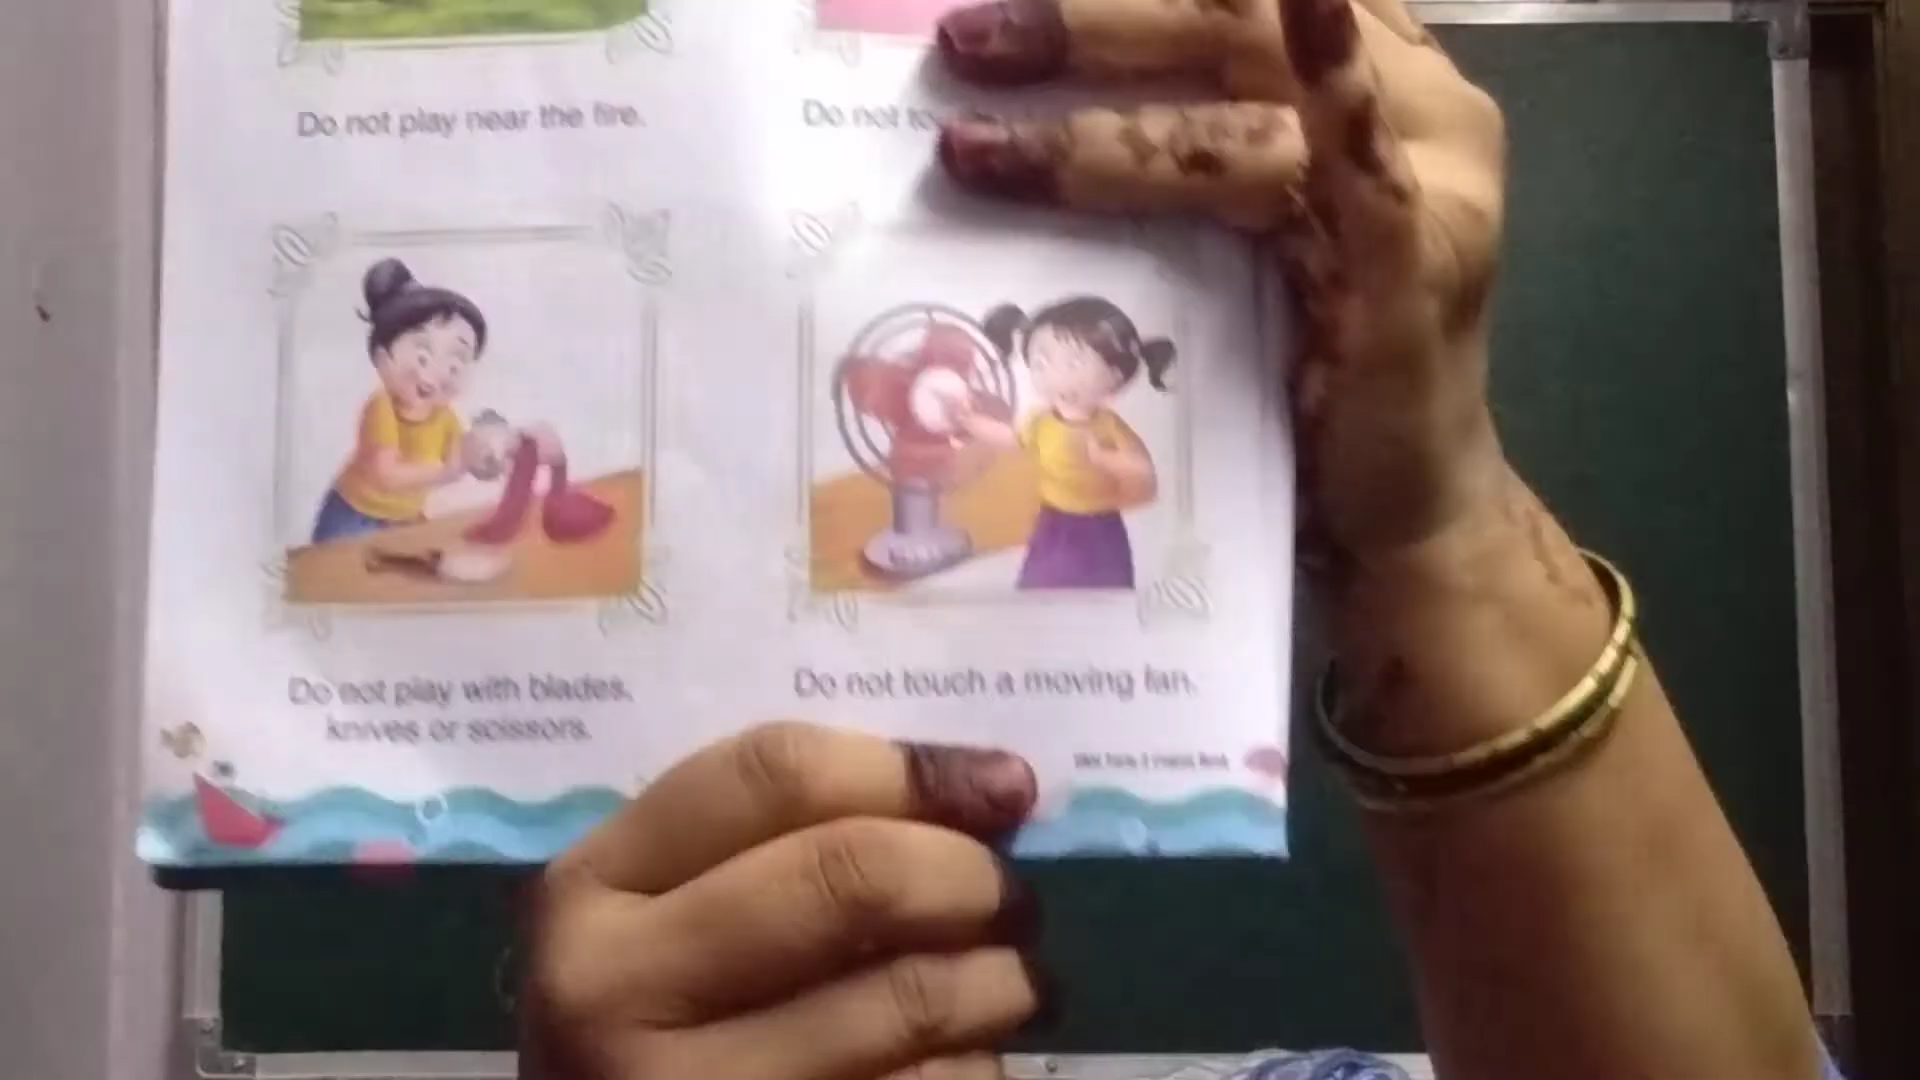 Do not play near the fire.
Do not
Do not play with blades,
knives or scissors.
Do not touch a moving fan.